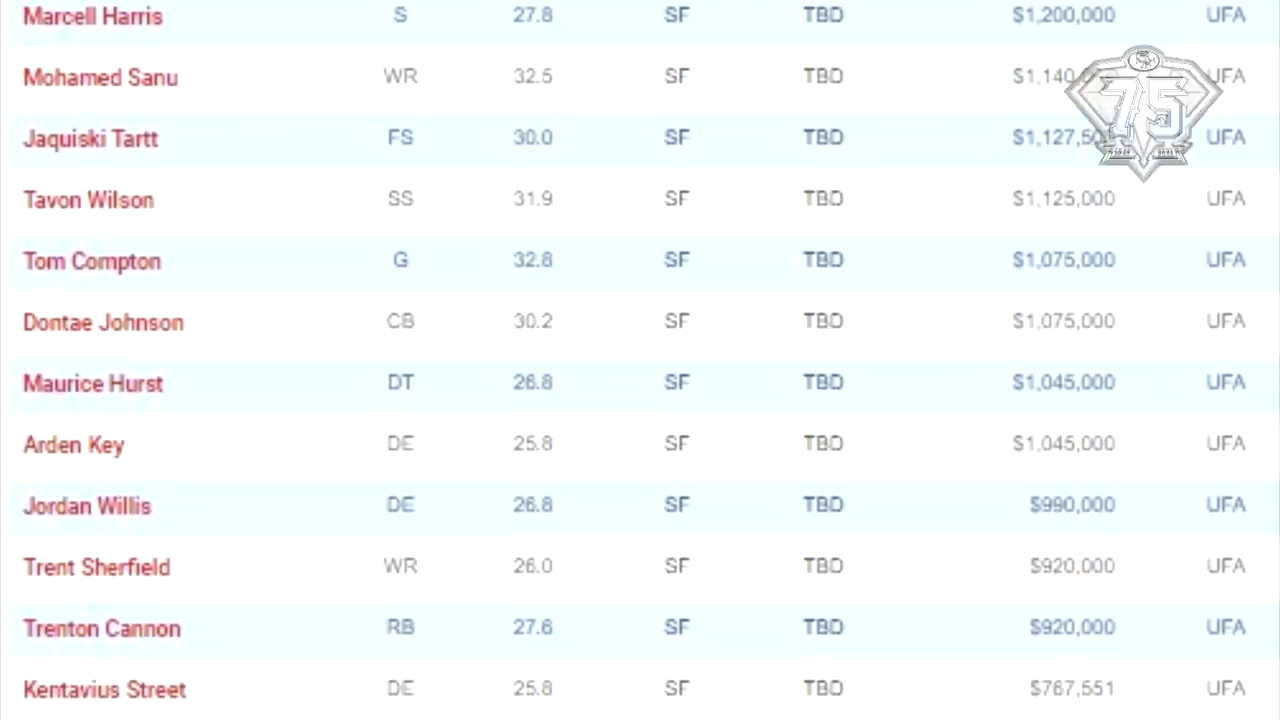 Marcell Harris S 27.8 SF TBD $1,200,000 UFA
Mohamed Sanu WR 32.5 SF TBD $1,140 UFA
Jaquiski Tartt FS 30.0 SF TBD $1,127,50 UFA
Tavon Wilson SS 31.9 SF TBD $1,125,000 UFA
Tom Compton G 32.8 SF TBD $1,075,000 UFA
Dontae Johnson CB 30.2 SF TBD $1,075,000 UFA
Maurice Hurst DT 26.8 SF TBD $1,045,000 UFA
Arden Key DE 25.8 SF TBD $1,045,000 UFA
Jordan Willis DE 26.8 SF TBD $990,000 UFA
Trent Sherfield WR 26.0 SF TBD $920,000 UFA
Trenton Cannon RB 27.6 SF TBD $920,000 UFA
Kentavius Street DE 25.8 SF TBD $767,551 UFA
75